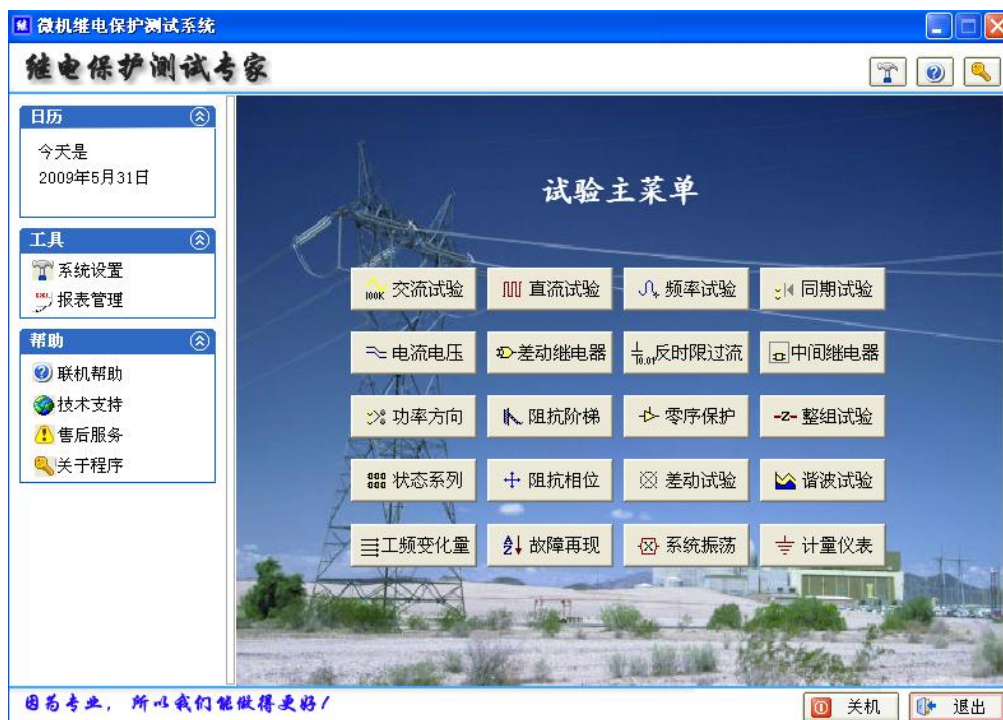 微机继电保护测试系统
继电保护测试专家
日历
今天是
2009年5月31日
工具
系统设置
报表管理
帮助
联机帮助
技术支持
售后服务
关于程序
试验主菜单
100K 交流试验 直流试验 频率试验 同期试验
电流电压 差动继电器 反时限过流 中间继电器
功率方向 阻抗阶梯 零序保护 -Z- 整组试验
状态系列 阻抗相位 差动试验 谐波试验
工频变化量 故障再现 系统振荡 计量仪表
因为专业，所以我们能做得更好！
关机 退出